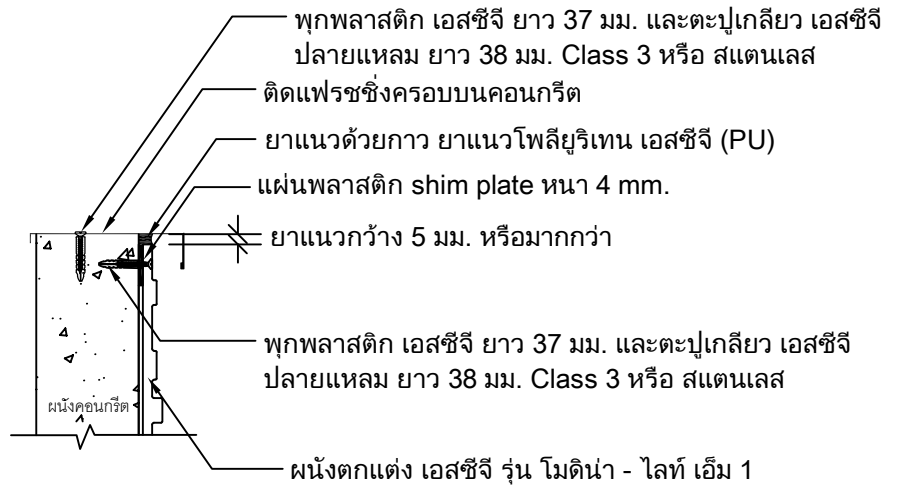 พุกพลาสติก เอสซีจี ยาว 37 มม. และตะปูเกลียว เอสซีจี
ปลายแหลม ยาว 38 มม. Class 3 หรือ สแตนเลส
ติดแฟรชชิ่งครอบบนคอนกรีต
ยาแนวด้วยกาว ยาแนวโพลียูริเทน เอสซีจี (PU)
แผ่นพลาสติก shim plate หนา 4 mm.
ยาแนวกว้าง 5 มม. หรือมากกว่า
พุกพลาสติก เอสซีจี ยาว 37 มม. และตะปูเกลียว เอสซีจี
ปลายแหลม ยาว 38 มม. Class 3 หรือ สแตนเลส
ผนังคอนกรีต
ผนังตกแต่ง เอสซีจี รุ่น โมดิน่า - ไลท์ เอ็ม 1